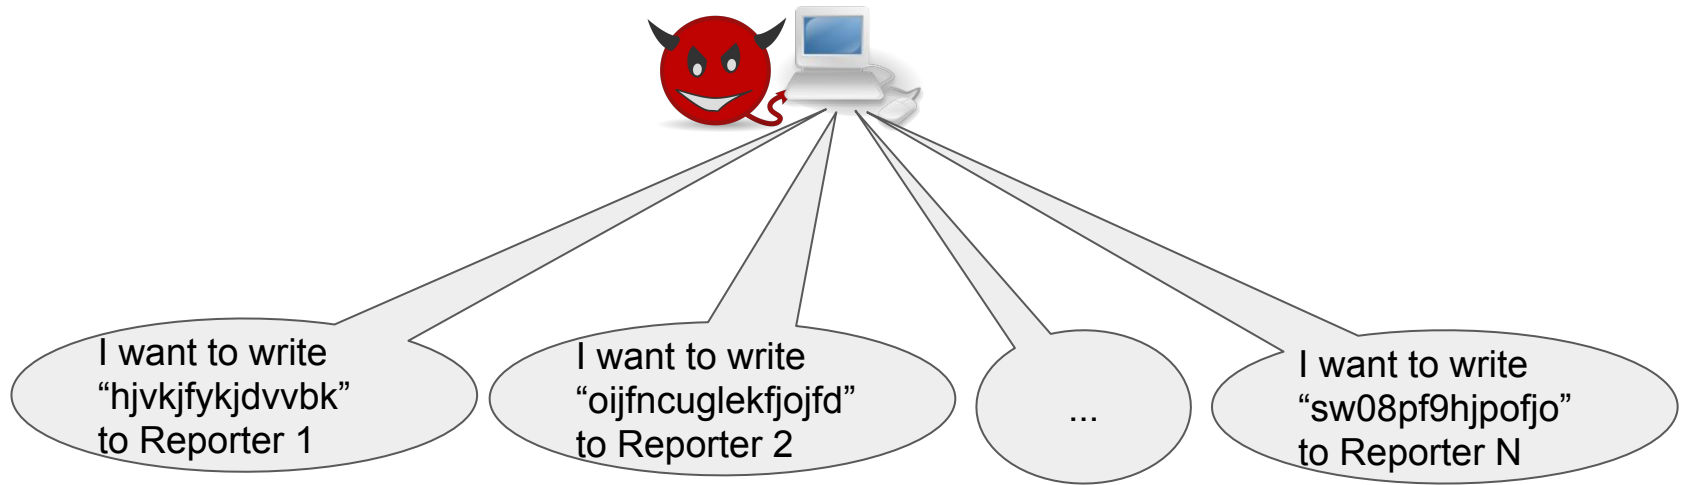 I want to write
“hjvkjfykjdvvbk”
to Reporter 1
I want to write
“oijfncuglekfjojfd”
to Reporter 2
...
I want to write
“sw08pf9hjpofjo”
to Reporter N